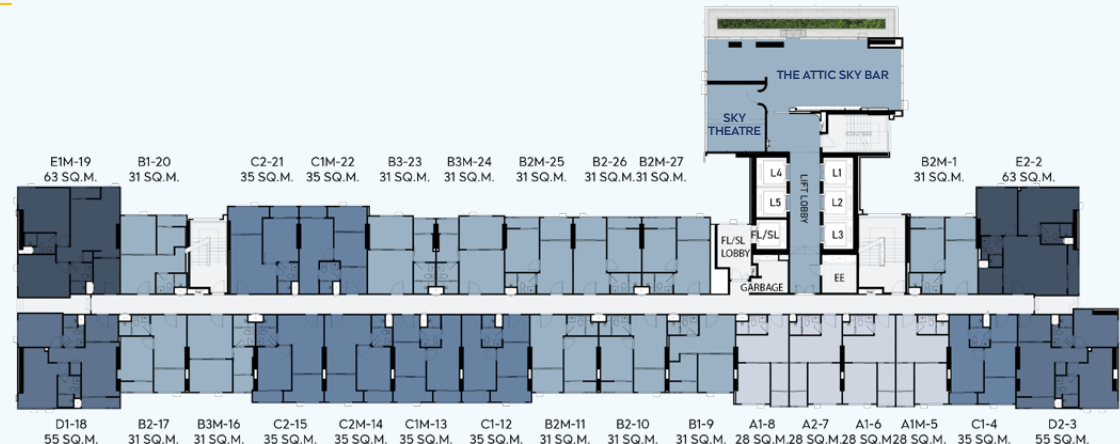 THE ATTIC SKY BAR
SKY
THEATRE
E1M-19
63 SQ.M.
B1-20
31 SQ.M.
C2-21
35 SQ.M.
C1M-22
35 SQ.M.
B3-23
31 SQ.M.
B3M-24
31 SQ.M.
B2M-25
31 SQ.M.
B2-26
31 SQ.M.
B2M-27
31 SQ.M.
L4
L5
FL/SL
LIFT LOBBY
L1
L2
L3
FL/SL
LOBBY
GARBAGE
EE
B2M-1
31 SQ.M.
E2-2
63 SQ.M.
D1-18
55 SQ.M.
B2-17
31 SQ.M.
B3M-16
31 SQ.M.
C2-15
35 SQ.M.
C2M-14
35 SQ.M.
C1M-13
35 SQ.M.
C1-12
35 SQ.M.
B2M-11
31 SQ.M.
B2-10
31 SQ.M.
B1-9
31 SQ.M.
A1-8
28 SQ.M.
A2-7
28 SQ.M.
A1-6
28 SQ.M.
A1M-5
28 SQ.M.
C1-4
35 SQ.M.
D2-3
55 SQ.M.